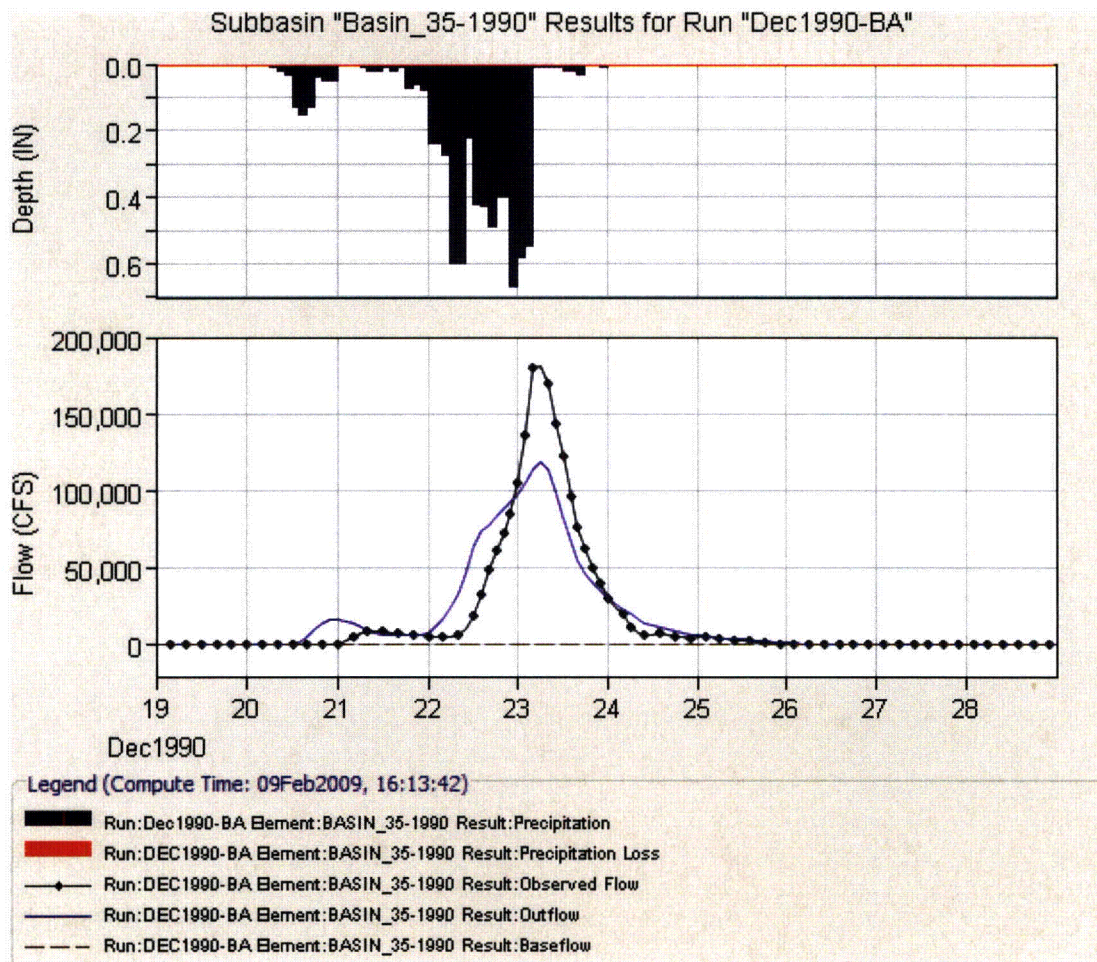 Subbasin "Basin_35-1990" Results for Run "Dec1990-BA"
0.0
0.2
0.4
0.6
Depth (IN)
200,000
150,000
100,000
50,000
0
Flow (CFS)
19 20 21 22 23 24 25 26 27 28
Dec1990
Legend (Compute Time: 09Feb2009, 16:13:42)
Run:Dec1990-BA Element:BASIN_35-1990 Result:Precipitation
Run:DEC1990-BA Element:BASIN_35-1990 Result:Precipitation Loss
Run:DEC1990-BA Element:BASIN_35-1990 Result:Observed Flow
Run:DEC1990-BA Element:BASIN_35-1990 Result:Outflow
Run:DEC1990-BA Element:BASIN_35-1990 Result:Baseflow